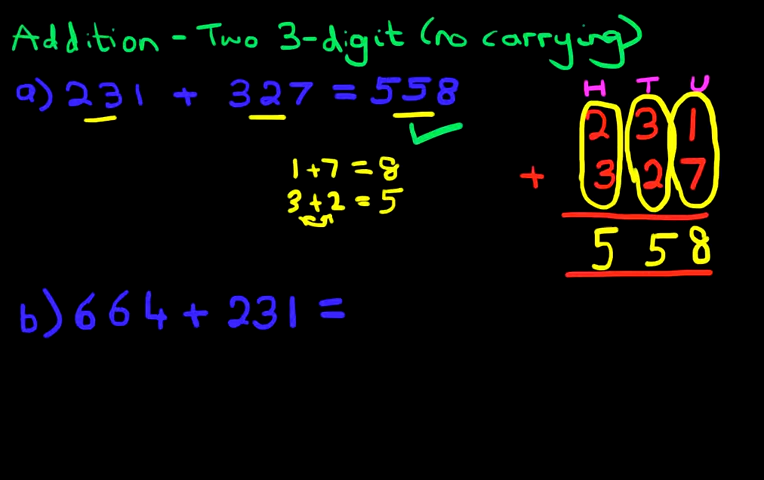 Addition - Two 3-digit (no carrying)
a) 231 + 327 = 558
H T U
2 3 1
+ 3 2 7
5 5 8
1+7 = 8
3+2 = 5
b) 664 + 231 =